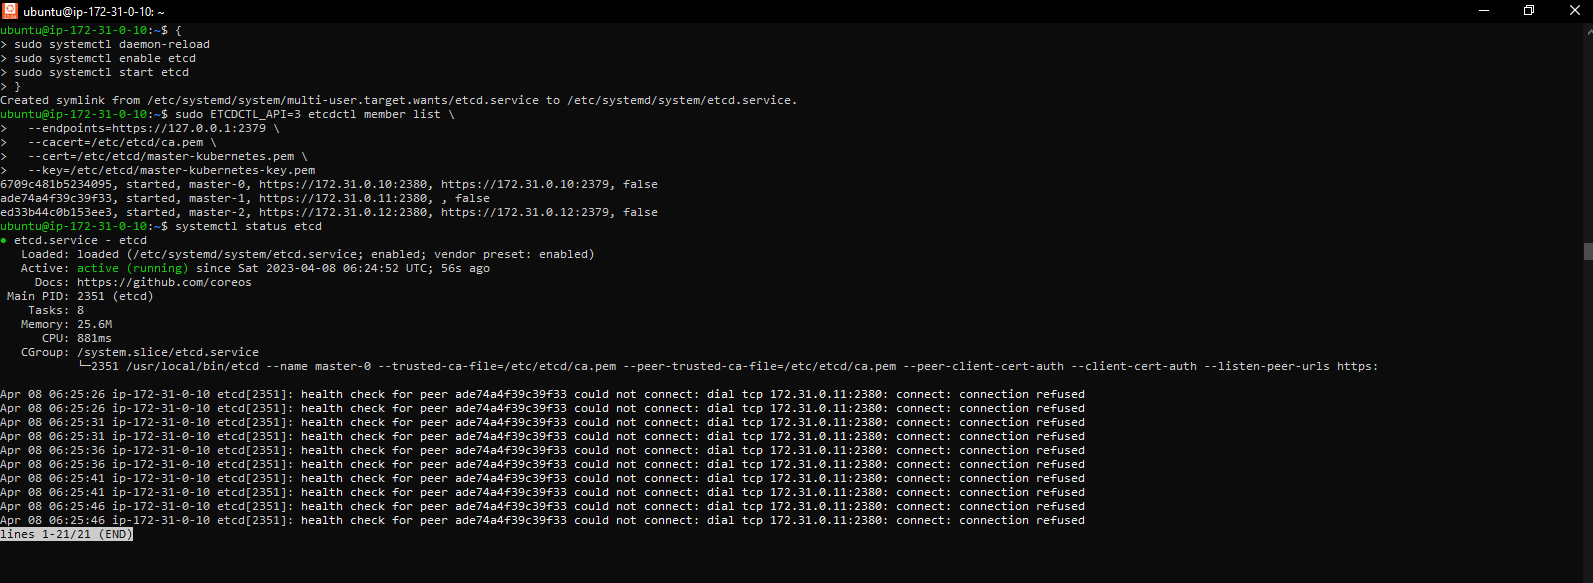 ubuntu@ip-172-31-0-10: ~
ubuntu@ip-172-31-0-10:~$ {
> sudo systemctl daemon-reload
> sudo systemctl enable etcd
> sudo systemctl start etcd
> }
Created symlink from /etc/systemd/system/multi-user.target.wants/etcd.service to /etc/systemd/system/etcd.service.
ubuntu@ip-172-31-0-10:~$ sudo ETCDCTL_API=3 etcdctl member list \
>   --endpoints=https://127.0.0.1:2379 \
>   --cacert=/etc/etcd/ca.pem \
>   --cert=/etc/etcd/master-kubernetes.pem \
>   --key=/etc/etcd/master-kubernetes-key.pem
6709c481b5234095, started, master-0, https://172.31.0.10:2380, https://172.31.0.10:2379, false
ade74a4f39c39f33, started, master-1, https://172.31.0.11:2380, , false
ed33b44c0b153ee3, started, master-2, https://172.31.0.12:2380, https://172.31.0.12:2379, false
ubuntu@ip-172-31-0-10:~$ systemctl status etcd
● etcd.service - etcd
   Loaded: loaded (/etc/systemd/system/etcd.service; enabled; vendor preset: enabled)
   Active: active (running) since Sat 2023-04-08 06:24:52 UTC; 56s ago
     Docs: https://github.com/coreos
 Main PID: 2351 (etcd)
    Tasks: 8
   Memory: 25.6M
      CPU: 881ms
   CGroup: /system.slice/etcd.service
           └─2351 /usr/local/bin/etcd --name master-0 --trusted-ca-file=/etc/etcd/ca.pem --peer-trusted-ca-file=/etc/etcd/ca.pem --peer-client-cert-auth --client-cert-auth --listen-peer-urls https:
Apr 08 06:25:26 ip-172-31-0-10 etcd[2351]: health check for peer ade74a4f39c39f33 could not connect: dial tcp 172.31.0.11:2380: connect: connection refused
Apr 08 06:25:26 ip-172-31-0-10 etcd[2351]: health check for peer ade74a4f39c39f33 could not connect: dial tcp 172.31.0.11:2380: connect: connection refused
Apr 08 06:25:31 ip-172-31-0-10 etcd[2351]: health check for peer ade74a4f39c39f33 could not connect: dial tcp 172.31.0.11:2380: connect: connection refused
Apr 08 06:25:31 ip-172-31-0-10 etcd[2351]: health check for peer ade74a4f39c39f33 could not connect: dial tcp 172.31.0.11:2380: connect: connection refused
Apr 08 06:25:36 ip-172-31-0-10 etcd[2351]: health check for peer ade74a4f39c39f33 could not connect: dial tcp 172.31.0.11:2380: connect: connection refused
Apr 08 06:25:36 ip-172-31-0-10 etcd[2351]: health check for peer ade74a4f39c39f33 could not connect: dial tcp 172.31.0.11:2380: connect: connection refused
Apr 08 06:25:41 ip-172-31-0-10 etcd[2351]: health check for peer ade74a4f39c39f33 could not connect: dial tcp 172.31.0.11:2380: connect: connection refused
Apr 08 06:25:41 ip-172-31-0-10 etcd[2351]: health check for peer ade74a4f39c39f33 could not connect: dial tcp 172.31.0.11:2380: connect: connection refused
Apr 08 06:25:46 ip-172-31-0-10 etcd[2351]: health check for peer ade74a4f39c39f33 could not connect: dial tcp 172.31.0.11:2380: connect: connection refused
Apr 08 06:25:46 ip-172-31-0-10 etcd[2351]: health check for peer ade74a4f39c39f33 could not connect: dial tcp 172.31.0.11:2380: connect: connection refused
lines 1-21/21 (END)